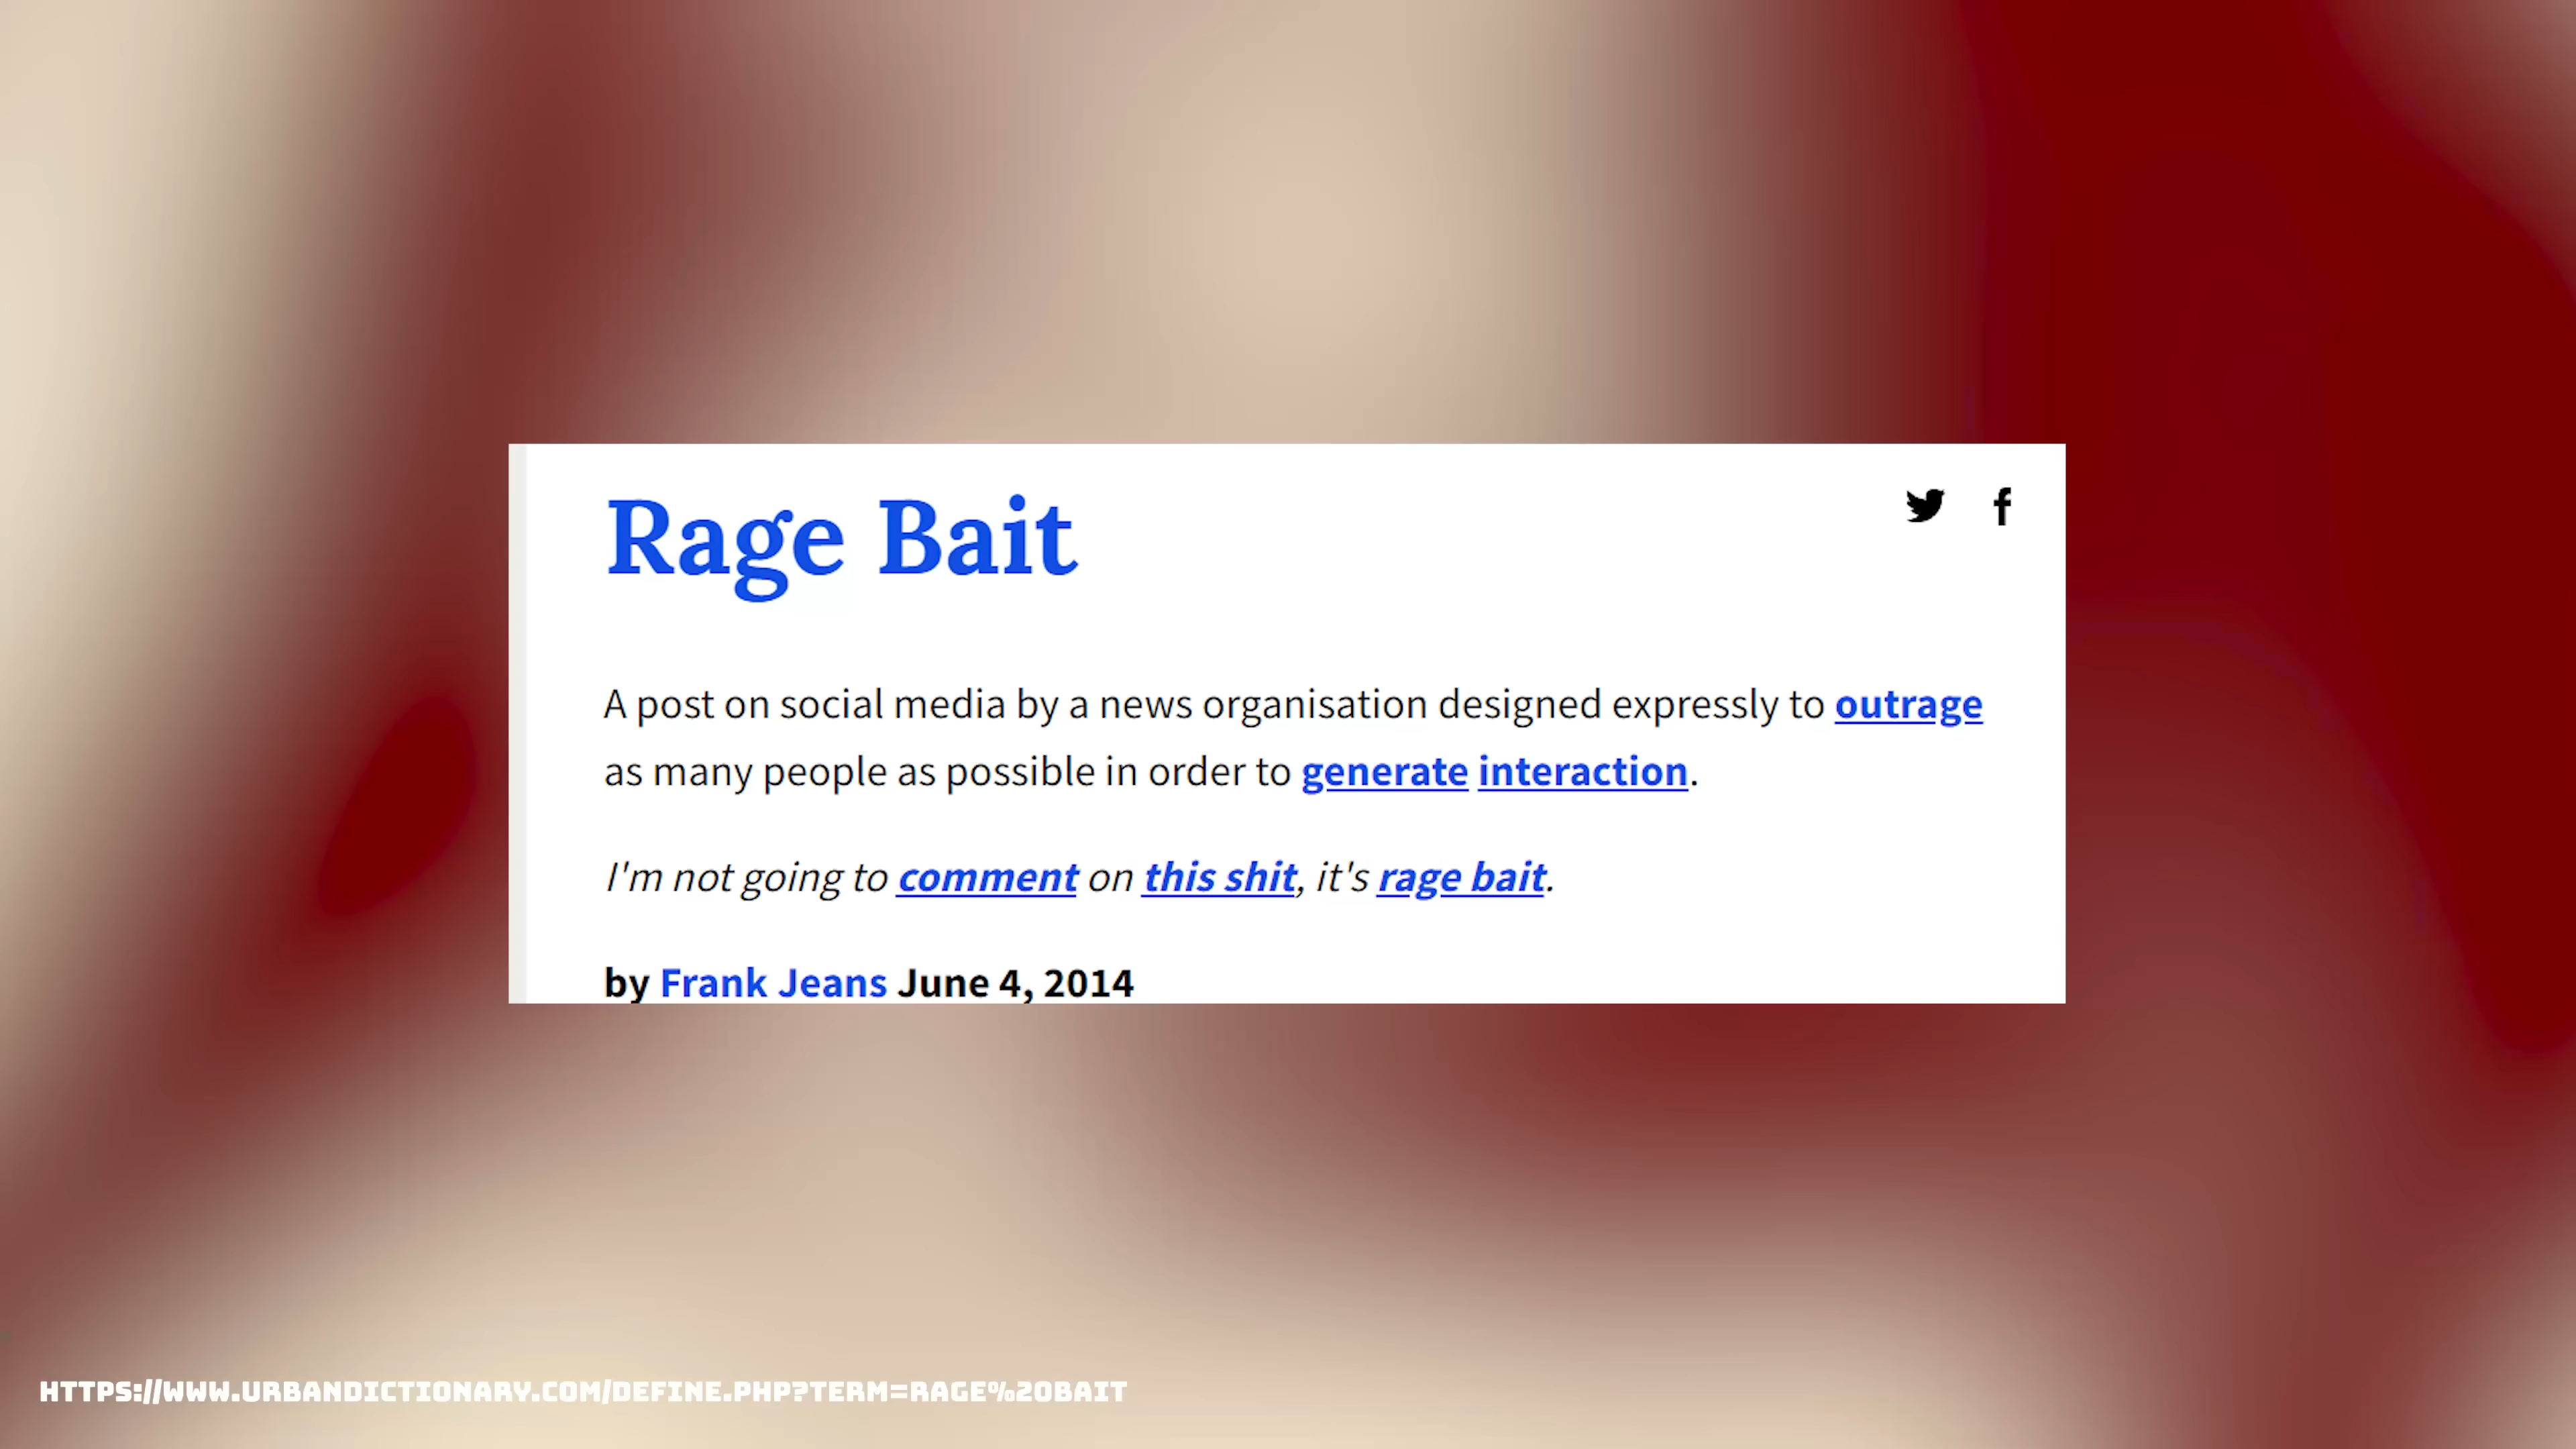 Rage Bait
A post on social media by a news organisation designed expressly to outrage
as many people as possible in order to generate interaction.
I'm not going to comment on this shit, it's rage bait.
by Frank Jeans June 4, 2014
HTTPS://WWW.URBANDICTIONARY.COM/DEFINE.PHP?TERM=RAGE%20BAIT